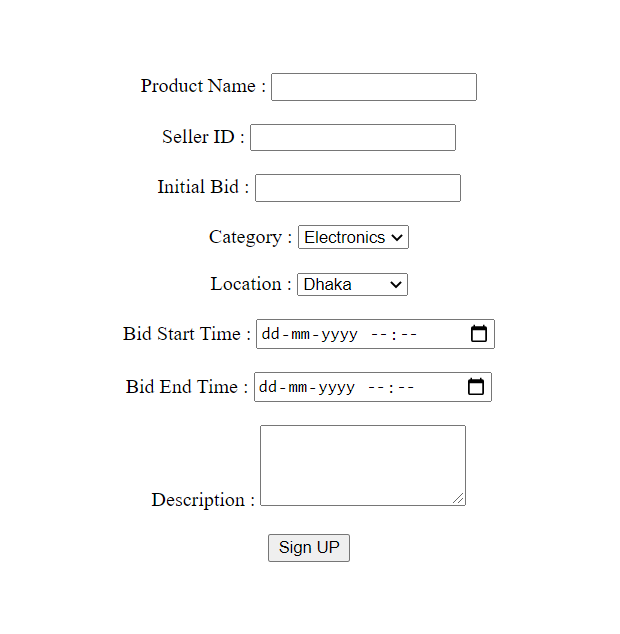 Product Name :
Seller ID :
Initial Bid :
Category : Electronics
Location : Dhaka
Bid Start Time : dd-mm-yyyy --:--
Bid End Time : dd-mm-yyyy --:--
Description :
Sign UP